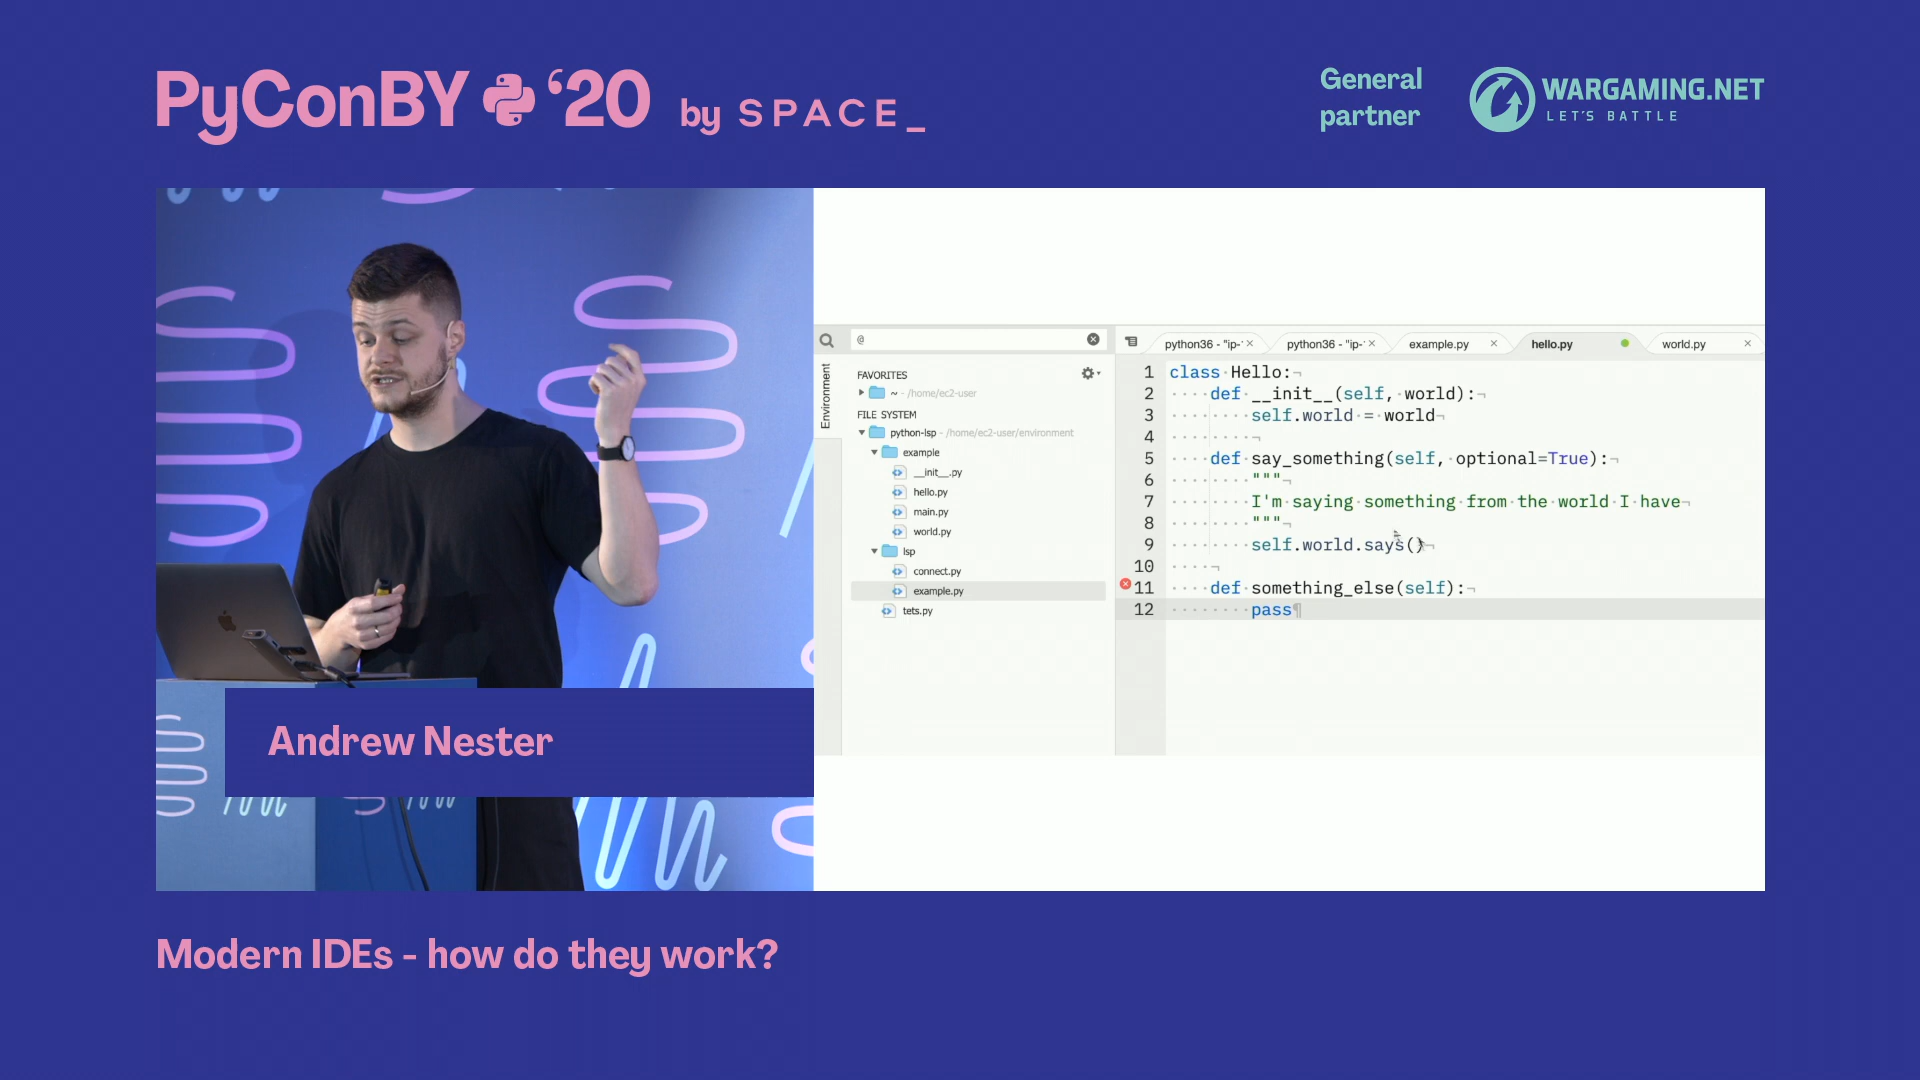 PyConBY '20 by SPACE_
General
partner
WARGAMING.NET
LET'S BATTLE
@
Environment
FAVORITES
~ - /home/ec2-user
FILE SYSTEM
python-lsp - /home/ec2-user/environment
example
__init__.py
hello.py
main.py
world.py
lsp
connect.py
example.py
tets.py
python36 - "ip-
python36 - "ip-
example.py
hello.py
world.py
1 class Hello:
2 def __init__(self, world):
3 self.world = world
4
5 def say_something(self, optional=True):
6 """
7 I'm saying something from the world I have
8 """
9 self.world.says()
10
11 def something_else(self):
12 pass
Andrew Nester
Modern IDEs - how do they work?